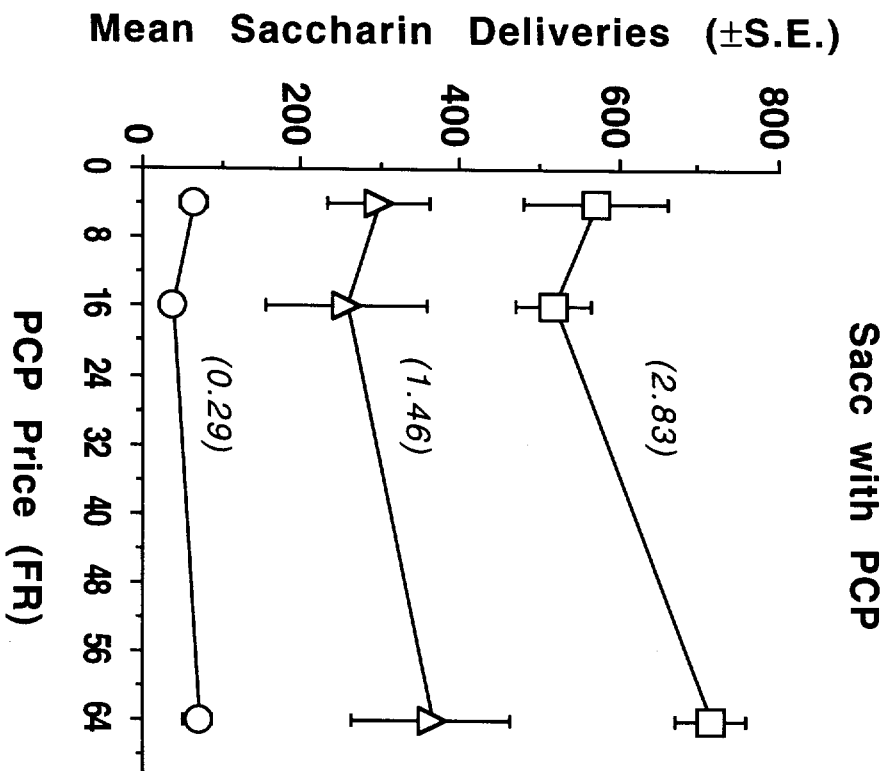 Sacc with PCP
Mean Saccharin Deliveries (±S.E.)
800
600
400
200
0
(2.83)
(1.46)
(0.29)
0 8 16 24 32 40 48 56 64
PCP Price (FR)